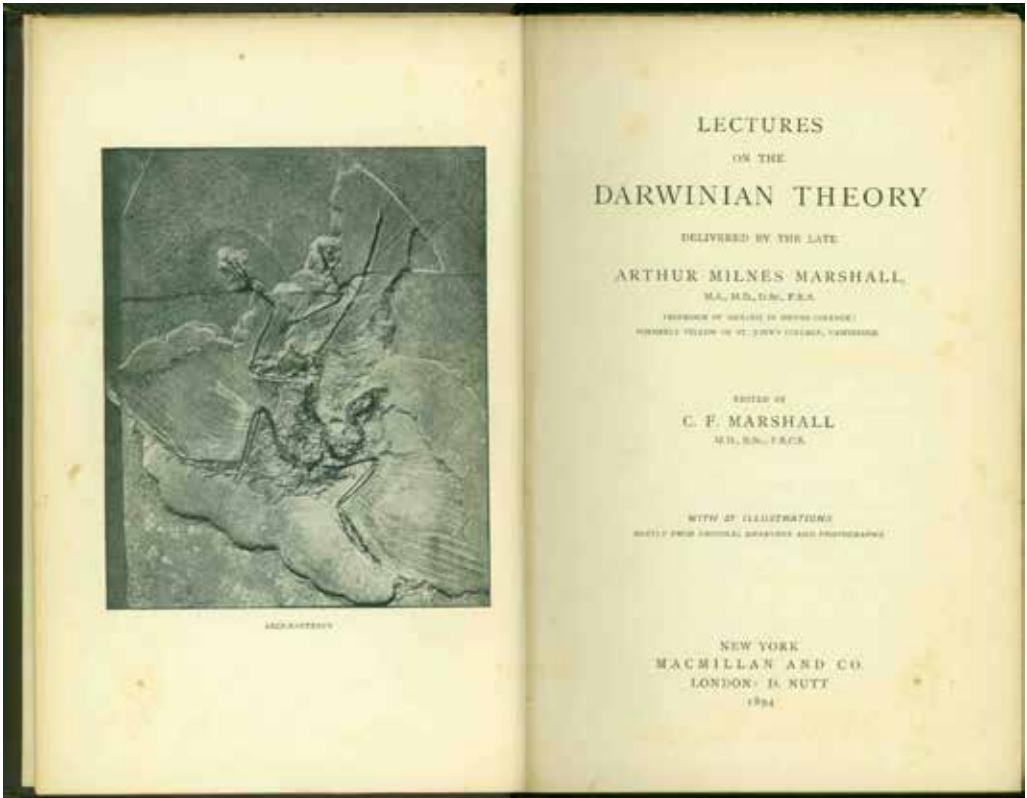 ARCHÆOPTERYX
LECTURES
ON THE
DARWINIAN THEORY
DELIVERED BY THE LATE
ARTHUR MILNES MARSHALL,
M.A., M.D., D.Sc., F.R.S.
PROFESSOR OF ZOOLOGY IN OWENS COLLEGE;
FORMERLY FELLOW OF ST. JOHN'S COLLEGE, CAMBRIDGE
EDITED BY
C. F. MARSHALL
M.D., B.Sc., F.R.C.S.
WITH 37 ILLUSTRATIONS
MOSTLY FROM ORIGINAL DRAWINGS AND PHOTOGRAPHS
NEW YORK
MACMILLAN AND CO.
LONDON: D. NUTT
1894